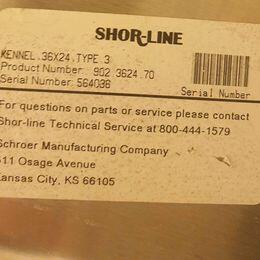 SHOR-LINE
KENNEL.36X24.TYPE.3
Product Number: 902.3624.70
Serial Number: 564036
Serial Number
For questions on parts or service please contact
Shor-line Technical Service at 800-444-1579
Schroer Manufacturing Company
511 Osage Avenue
Kansas City, KS 66105